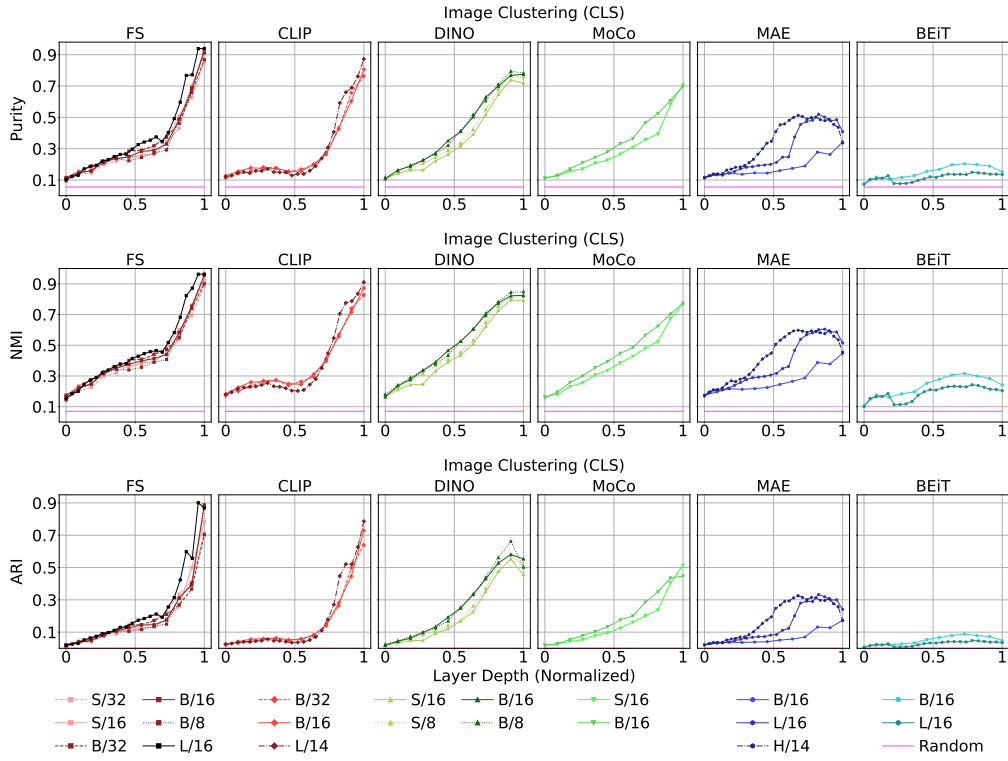 Image Clustering (CLS)
FS CLIP DINO MoCo MAE BEiT
Purity
0.9
0.7
0.5
0.3
0.1
0 0.5 1 0 0.5 1 0 0.5 1 0 0.5 1 0 0.5 1 0 0.5 1
Image Clustering (CLS)
FS CLIP DINO MoCo MAE BEiT
NMI
0.9
0.7
0.5
0.3
0.1
0 0.5 1 0 0.5 1 0 0.5 1 0 0.5 1 0 0.5 1 0 0.5 1
Image Clustering (CLS)
FS CLIP DINO MoCo MAE BEiT
ARI
0.9
0.7
0.5
0.3
0.1
0 0.5 1 0 0.5 1 0 0.5 1 0 0.5 1 0 0.5 1 0 0.5 1
Layer Depth (Normalized)
S/32 B/16 B/32 S/16 B/16 S/16 B/16 B/16
S/16 B/8 B/16 S/8 B/8 B/16 L/16 L/16
B/32 L/16 L/14 H/14 Random